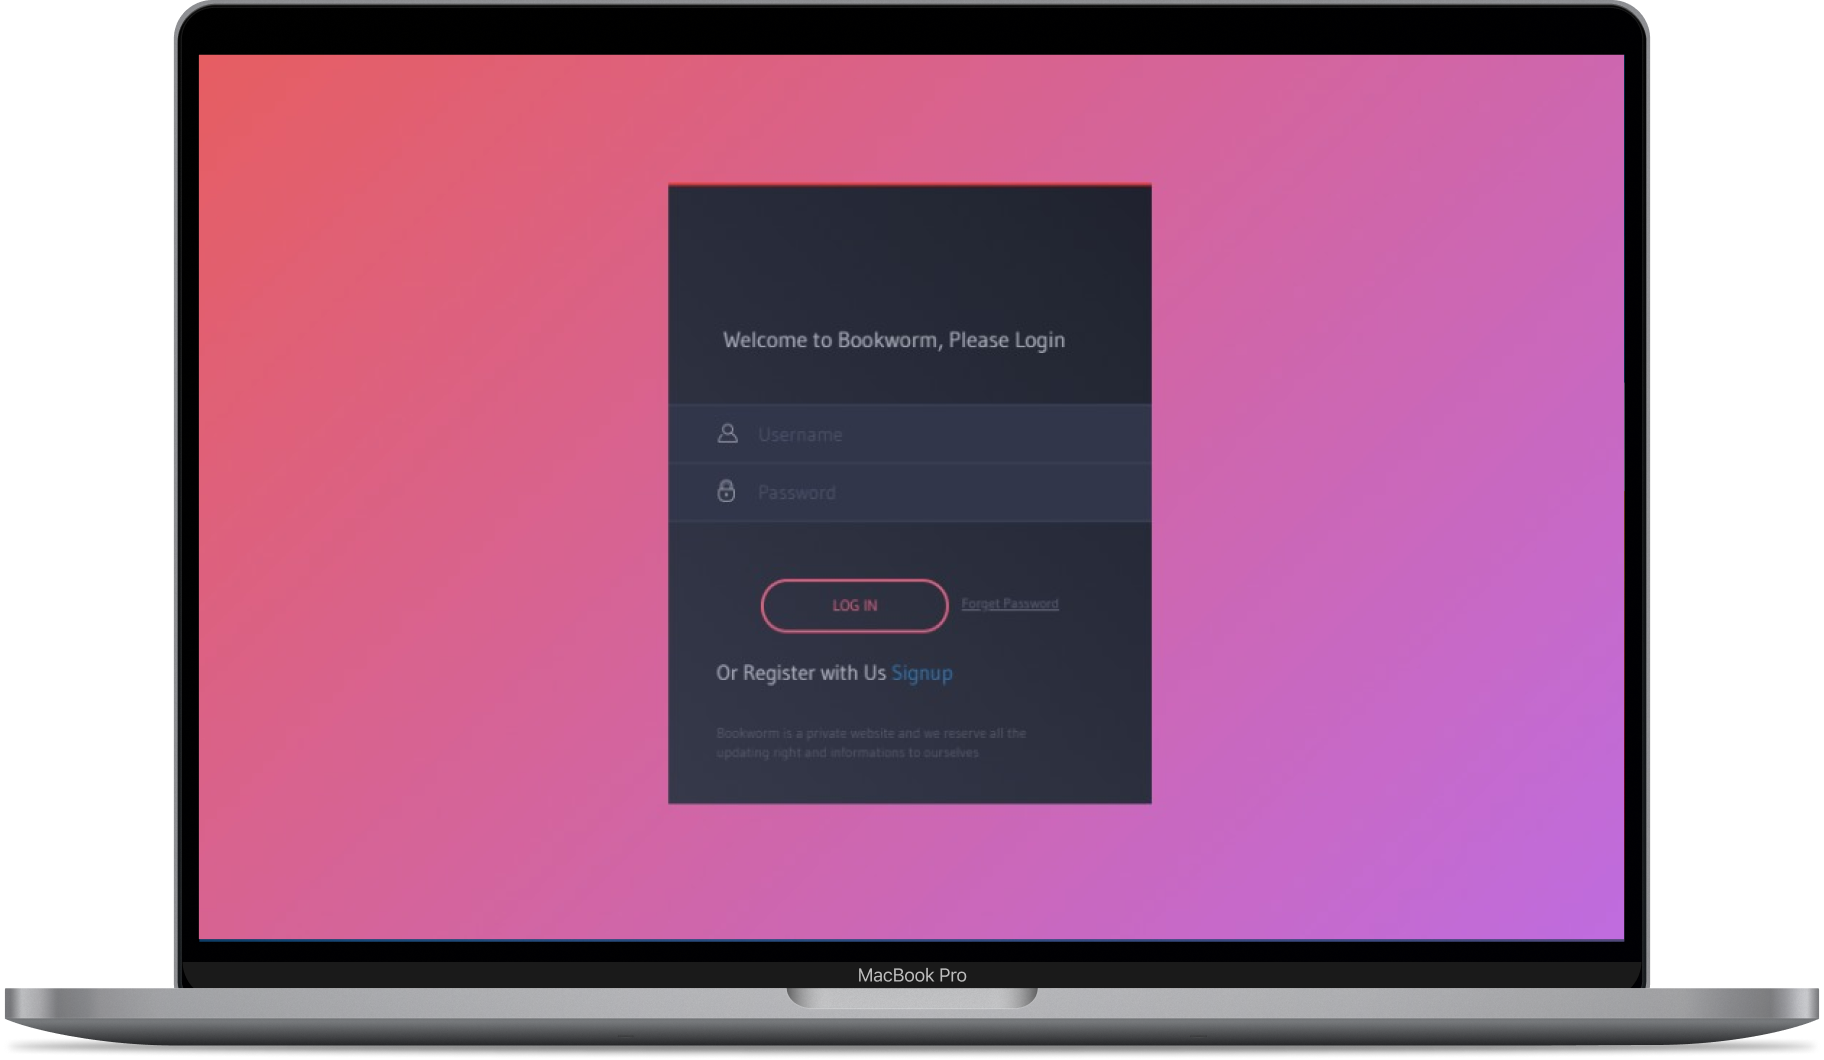 Welcome to Bookworm, Please Login
Username
Password
LOG IN
Forget Password
Or Register with Us Signup
Bookworm is a private website and we reserve all the
updating right and informations to ourselves
MacBook Pro